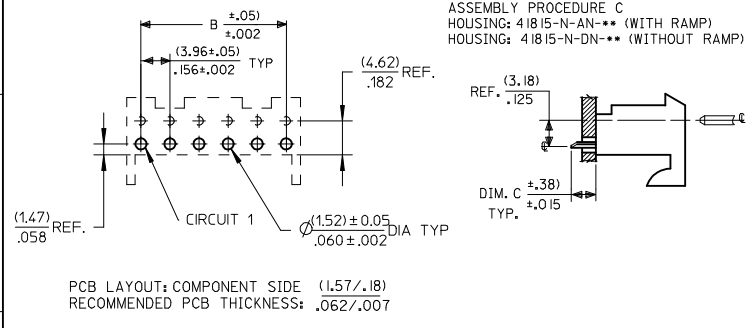 B (±.05)
±.002
(3.96±.05)
.156±.002 TYP
(4.62)
.182 REF.
(1.47)
.058 REF.
CIRCUIT 1
Ø(1.52)±0.05
.060±.002 DIA TYP
PCB LAYOUT: COMPONENT SIDE (1.57/.18)
RECOMMENDED PCB THICKNESS: .062/.007
ASSEMBLY PROCEDURE C
HOUSING: 41815-N-AN-** (WITH RAMP)
HOUSING: 41815-N-DN-** (WITHOUT RAMP)
REF. (3.18)
.125
DIM. C (±.38)
TYP. ±.015